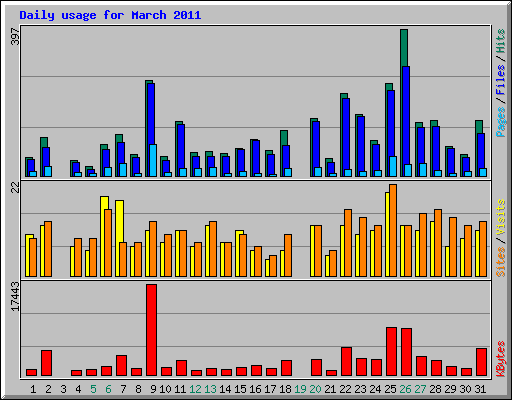 Daily usage for March 2011
397
Pages / Files / Hits
22
Sites / Visits
17443
KBytes
1 2 3 4 5 6 7 8 9 10 11 12 13 14 15 16 17 18 19 20 21 22 23 24 25 26 27 28 29 30 31